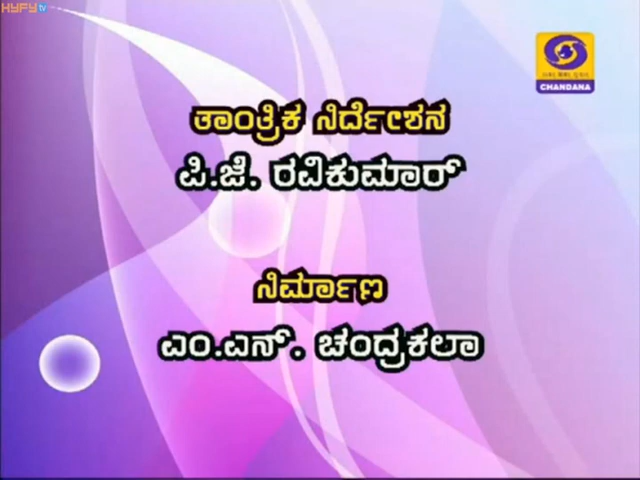 HYFY tv
CHANDANA
ತಾಂತ್ರಿಕ ನಿರ್ದೇಶನ
ಪಿ.ಜೆ. ರವಿಕುಮಾರ್
ನಿರ್ಮಾಣ
ಎಂ.ಎನ್. ಚಂದ್ರಕಲಾ